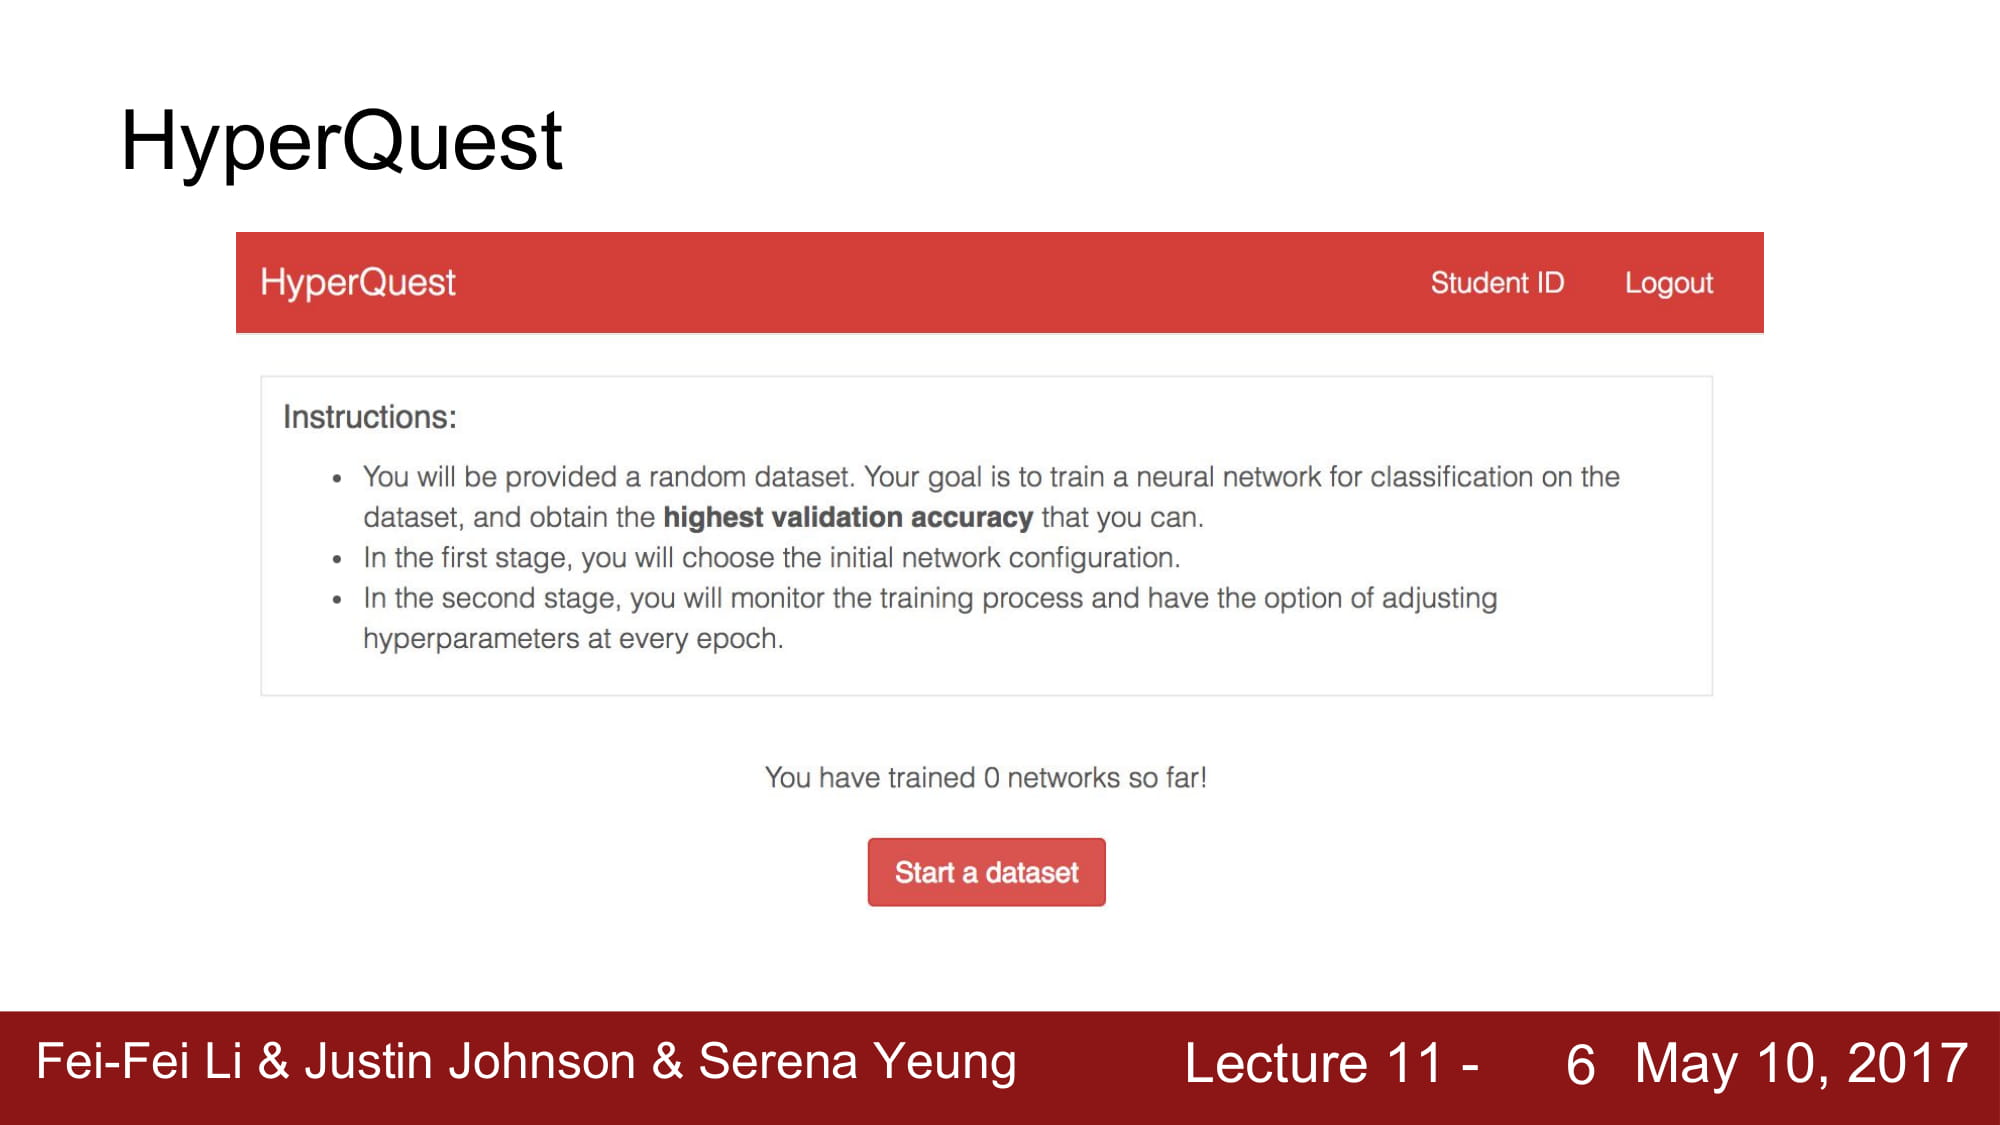 HyperQuest
HyperQuest Student ID Logout
Instructions:
• You will be provided a random dataset. Your goal is to train a neural network for classification on the
dataset, and obtain the highest validation accuracy that you can.
• In the first stage, you will choose the initial network configuration.
• In the second stage, you will monitor the training process and have the option of adjusting
hyperparameters at every epoch.
You have trained 0 networks so far!
Start a dataset
Fei-Fei Li & Justin Johnson & Serena Yeung Lecture 11 - 6 May 10, 2017